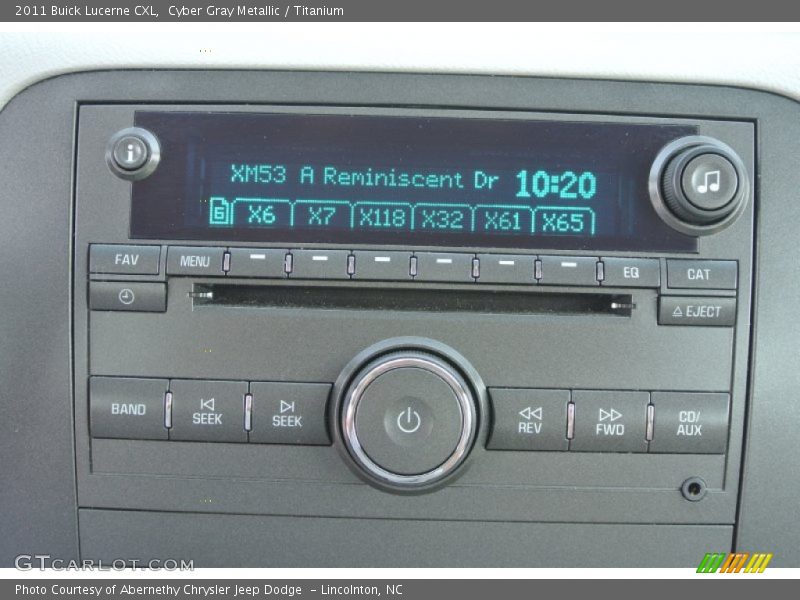 2011 Buick Lucerne CXL,  Cyber Gray Metallic / Titanium
i
XM53 A Reminiscent Dr 10:20
6 X6 X7 X118 X32 X61 X65
FAV MENU EQ CAT
EJECT
BAND SEEK SEEK REV FWD CD/AUX
GTCARLOT.COM
Photo Courtesy of Abernethy Chrysler Jeep Dodge  – Lincolnton, NC